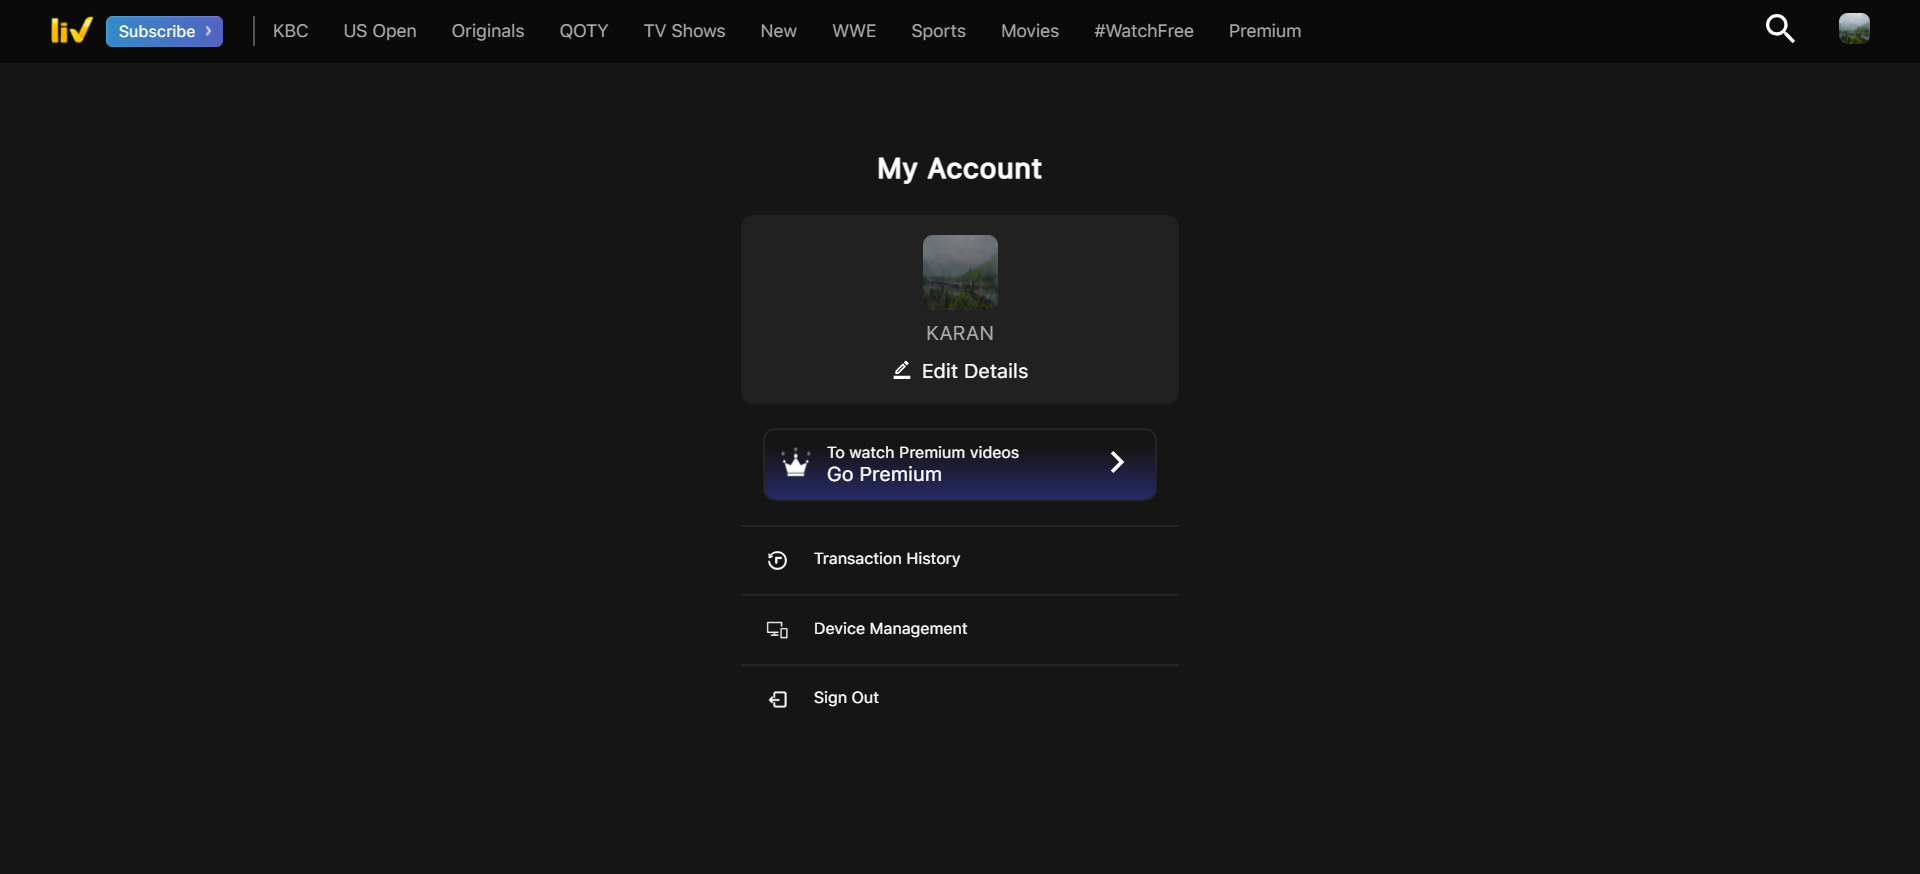 liv Subscribe KBC US Open Originals QOTY TV Shows New WWE Sports Movies #WatchFree Premium
My Account
KARAN
Edit Details
To watch Premium videos
Go Premium
Transaction History
Device Management
Sign Out